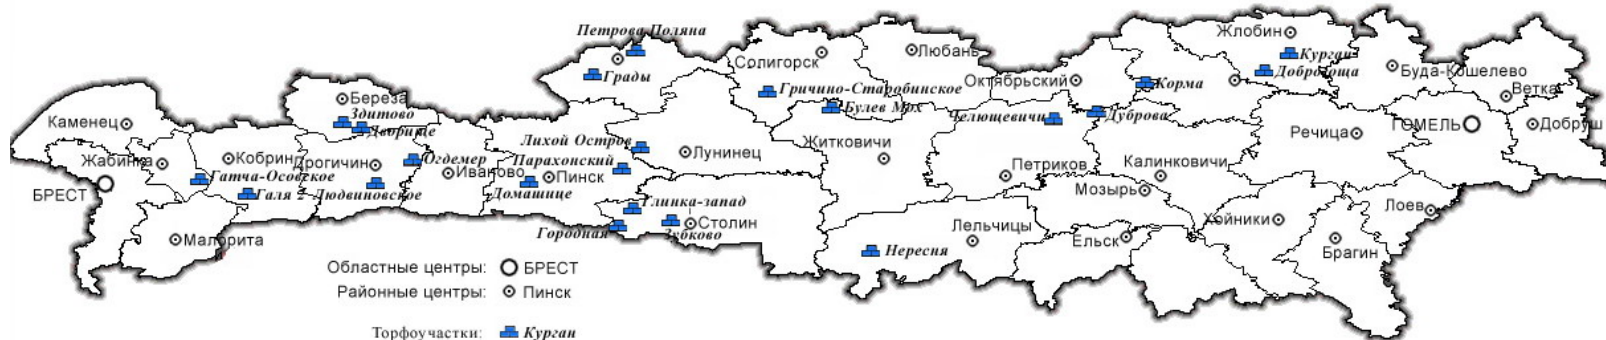 Петрова Поляна
Жлобин
Любань
Курган
Солигорск
Грады
Доброгоща
Буда-Кошелево
Октябрьский
Корма
Гричино-Старобинское
Ветка
Береза
Булев Мох
Здитово
Челющевичи
Дуброва
Каменец
Дворище
ГОМЕЛЬ
Добруш
Речица
Лихой Остров
Житковичи
Лунинец
Жабинка
Кобрин
Дрогичин
Огдемер
Парахонский
Петриков
Калинковичи
Иваново
Гатча-Осовское
Пинск
БРЕСТ
Галя 2
Людвиновское
Домашице
Мозырь
Глинка-запад
Лоев
Столин
Хойники
Городная
Зубково
Лельчицы
Малорита
Ельск
Нересня
Брагин
Областные центры: БРЕСТ
Районные центры: Пинск
Торфоучастки: Курган